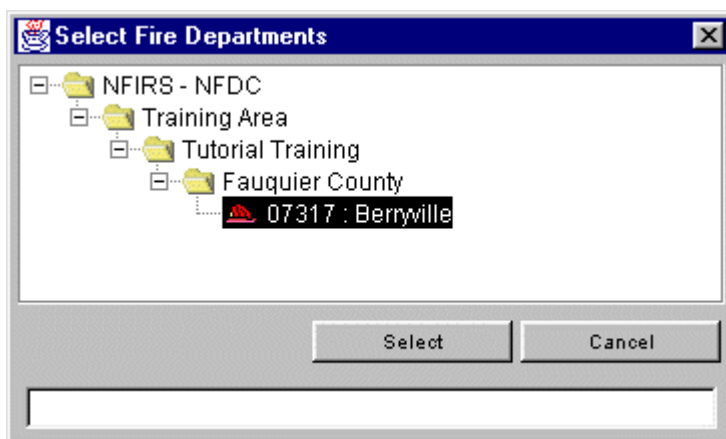 Select Fire Departments
NFIRS - NFDC
Training Area
Tutorial Training
Fauquier County
07317 : Berryville
Select Cancel